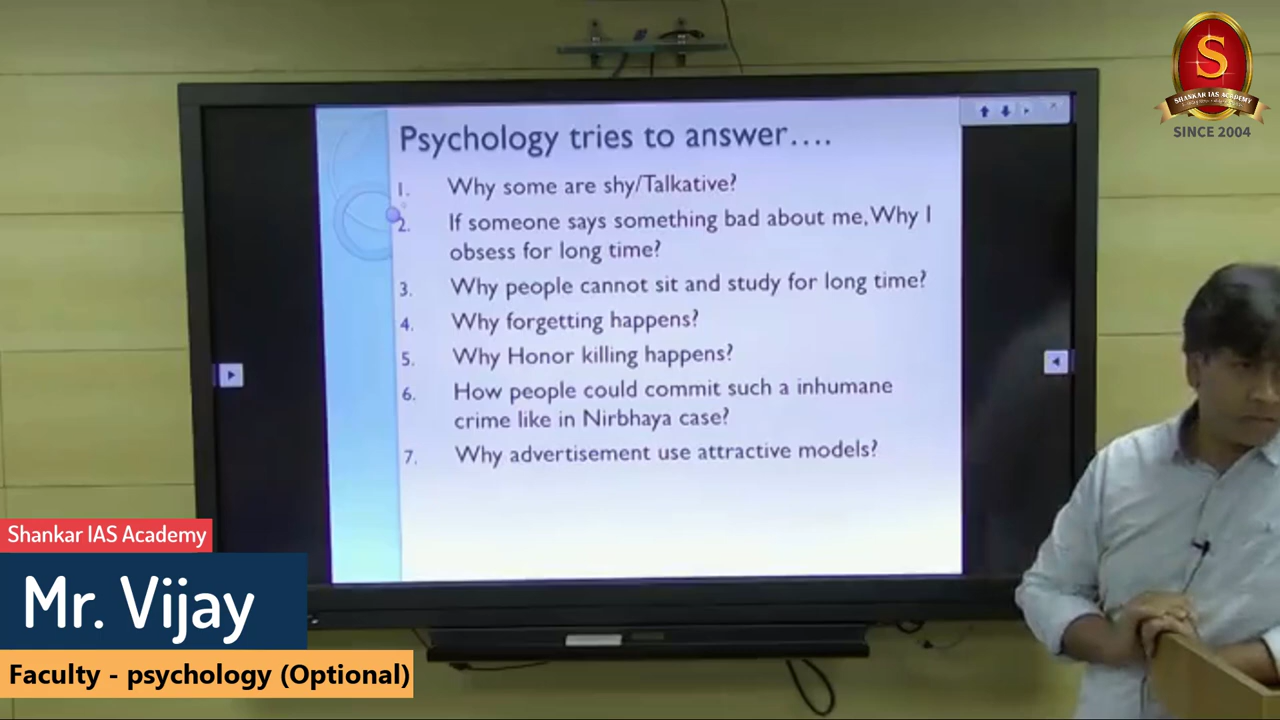 S
SHANKAR IAS ACADEMY
SINCE 2004
Psychology tries to answer....
1. Why some are shy/Talkative?
2. If someone says something bad about me, Why I
obsess for long time?
3. Why people cannot sit and study for long time?
4. Why forgetting happens?
5. Why Honor killing happens?
6. How people could commit such a inhumane
crime like in Nirbhaya case?
7. Why advertisement use attractive models?
Shankar IAS Academy
Mr. Vijay
Faculty - psychology (Optional)